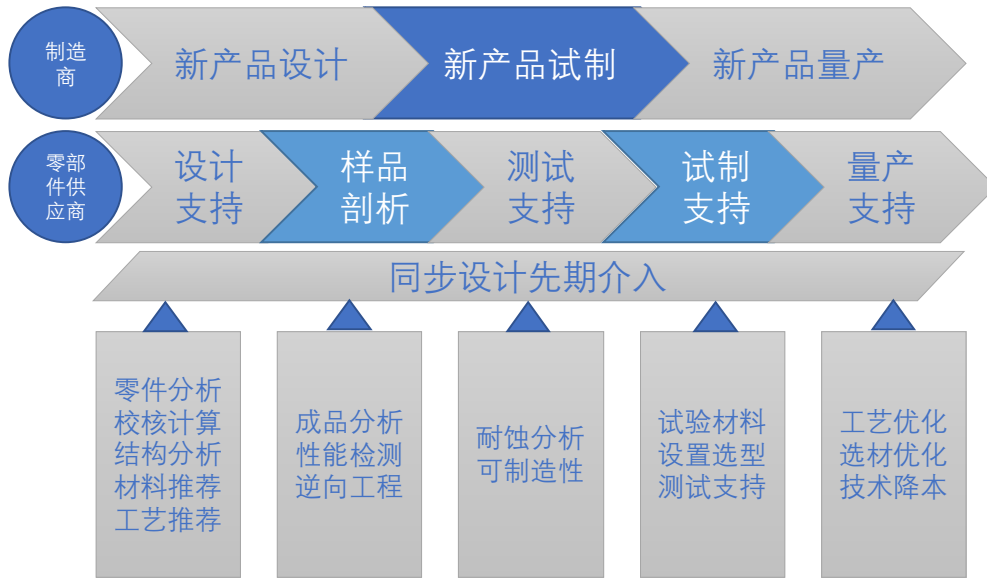 制造
商
新产品设计
新产品试制
新产品量产
零部
件供
应商
设计
支持
样品
剖析
测试
支持
试制
支持
量产
支持
同步设计先期介入
零件分析
校核计算
结构分析
材料推荐
工艺推荐
成品分析
性能检测
逆向工程
耐蚀分析
可制造性
试验材料
设置选型
测试支持
工艺优化
选材优化
技术降本